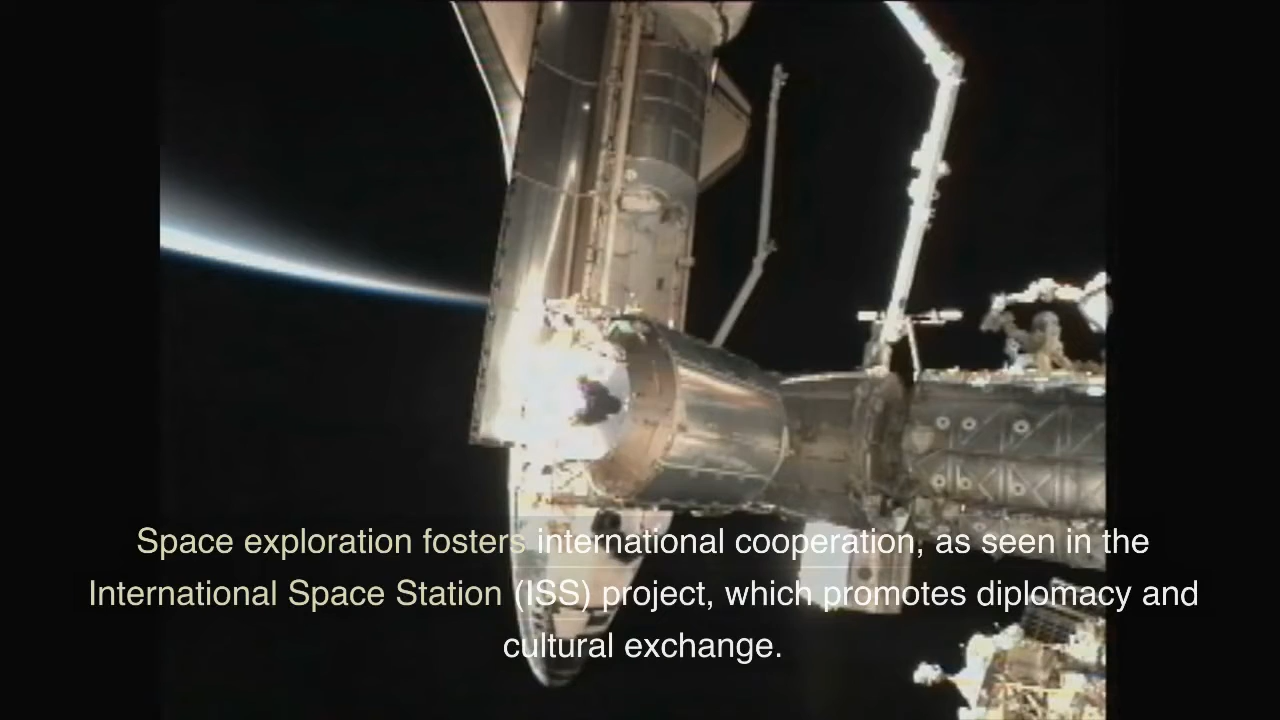 Space exploration fosters international cooperation, as seen in the
International Space Station (ISS) project, which promotes diplomacy and
cultural exchange.